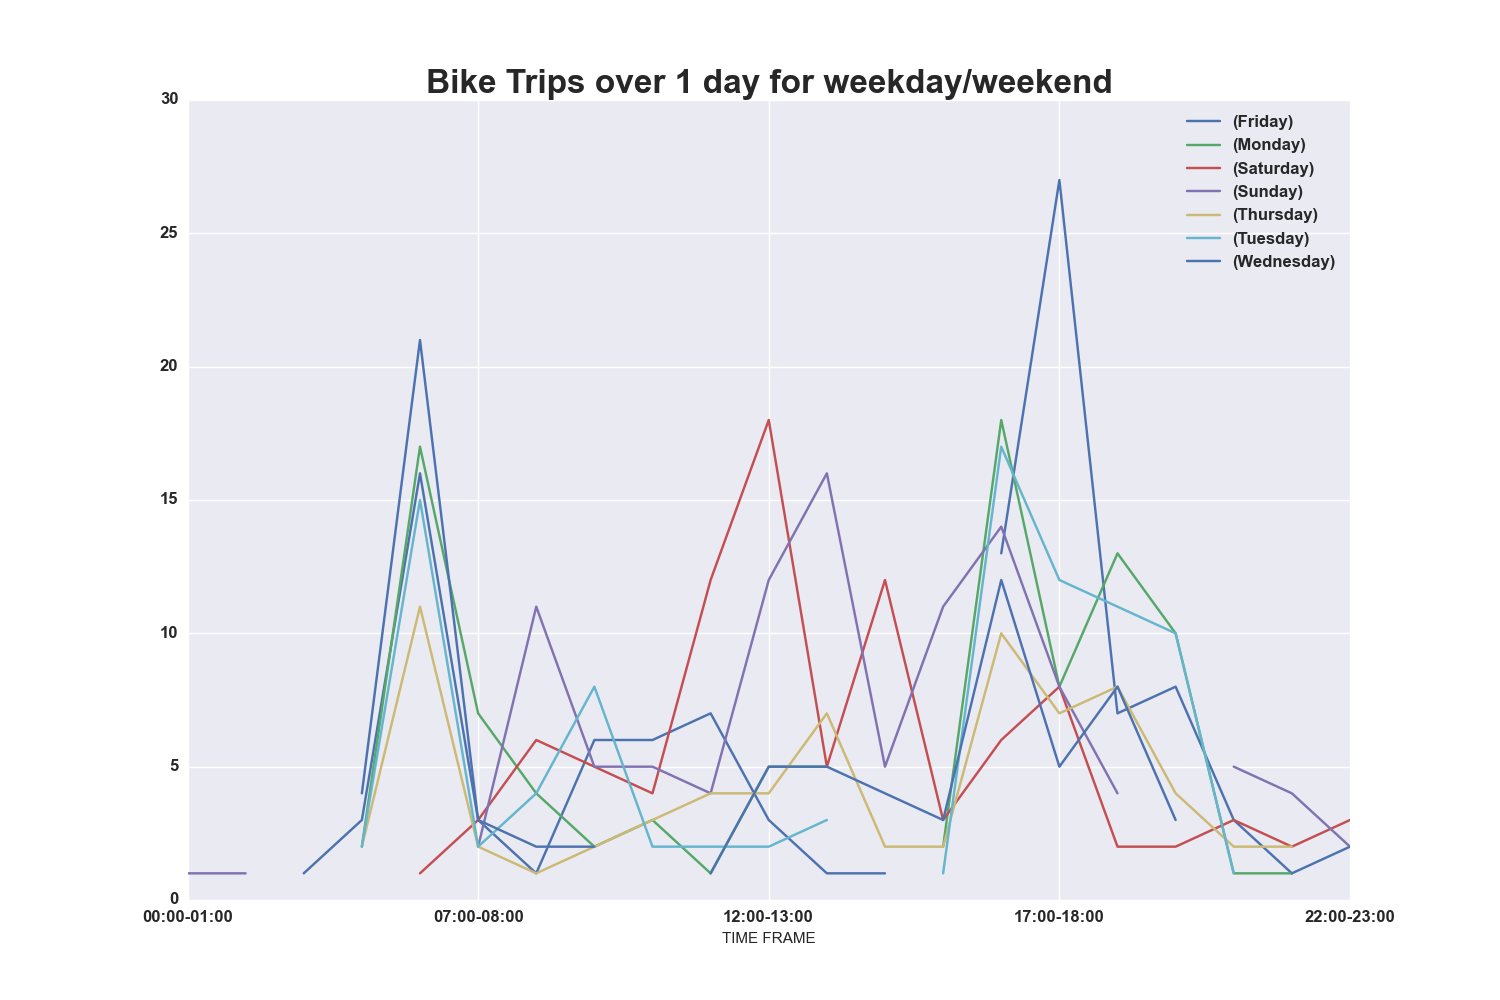 Bike Trips over 1 day for weekday/weekend
30
25
20
15
10
5
0
(Friday)
(Monday)
(Saturday)
(Sunday)
(Thursday)
(Tuesday)
(Wednesday)
00:00-01:00 07:00-08:00 12:00-13:00 17:00-18:00 22:00-23:00
TIME FRAME